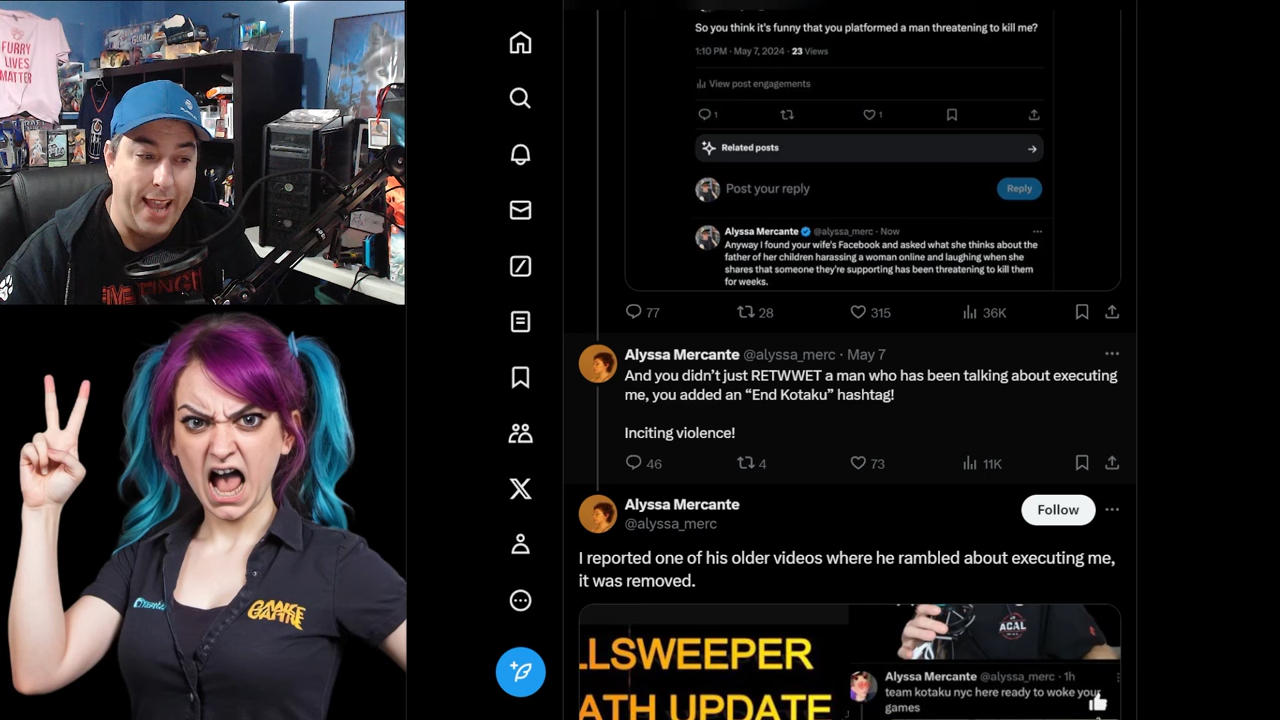 FURRY
LIVES
MATTER
So you think it's funny that you platformed a man threatening to kill me?
1:10 PM · May 7, 2024 · 23 Views
View post engagements
1
1
Related posts
Post your reply
Reply
Alyssa Mercante @alyssa_merc · Now
Anyway I found your wife's Facebook and asked what she thinks about the
father of her children harassing a woman online and laughing when she
shares that someone they're supporting has been threatening to kill them
for weeks.
77
28
315
36K
Alyssa Mercante @alyssa_merc · May 7
And you didn't just RETWWET a man who has been talking about executing
me, you added an “End Kotaku” hashtag!
Inciting violence!
46
4
73
11K
Alyssa Mercante
@alyssa_merc
Follow
I reported one of his older videos where he rambled about executing me,
it was removed.
LLSWEEPER
ATH UPDATE
ACAL
Alyssa Mercante @alyssa_merc · 1h
team kotaku nyc here ready to woke your
games